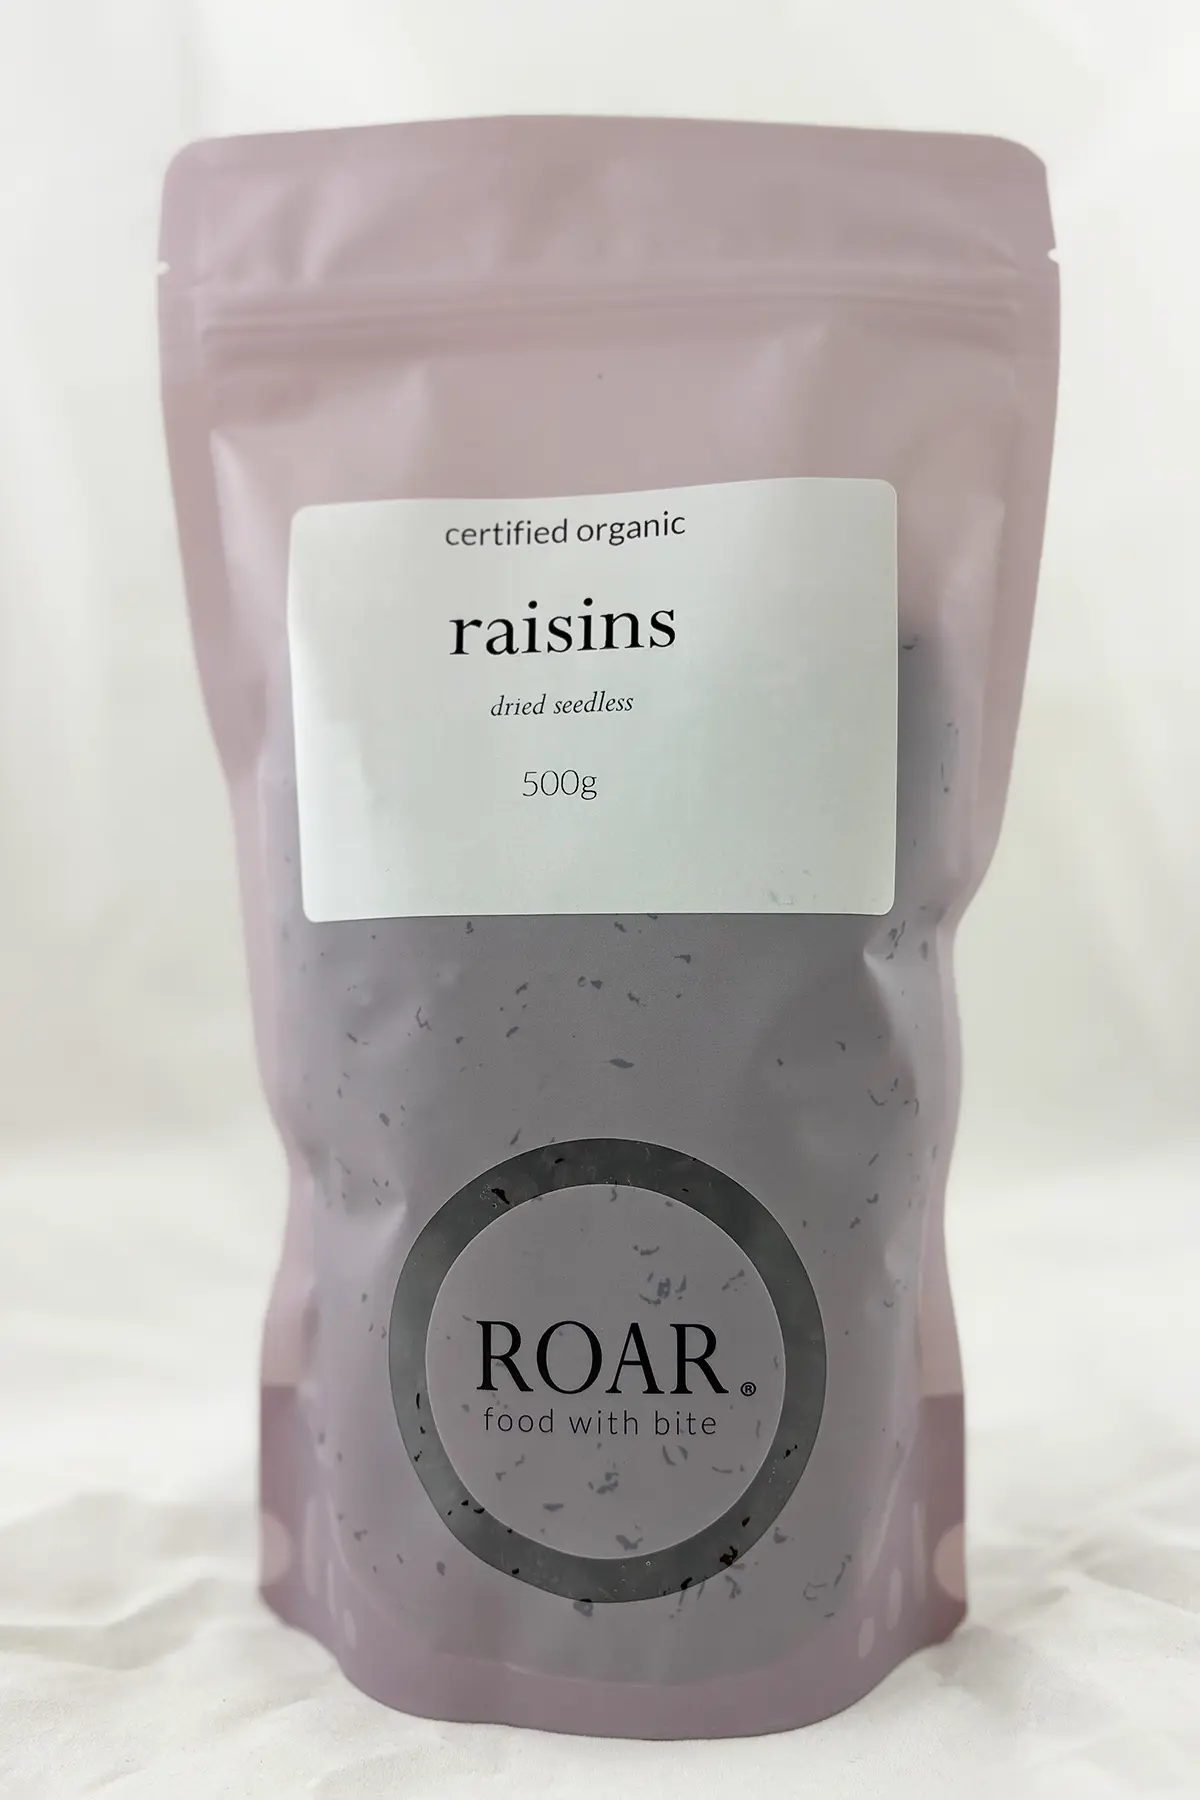 certified organic
raisins
dried seedless
500g
ROAR®
food with bite